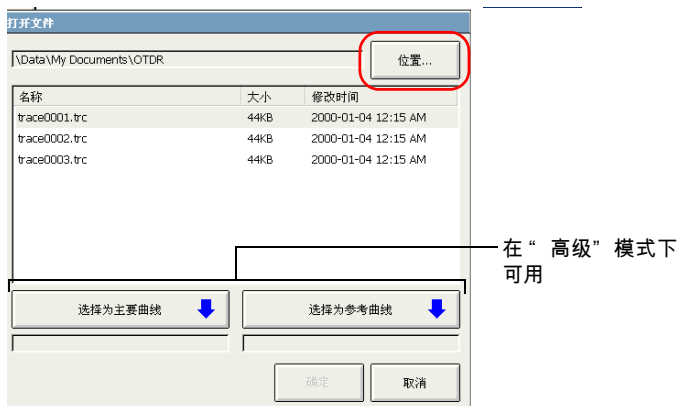 打开文件
\Data\My Documents\OTDR
位置...
名称 大小 修改时间
trace0001.trc 44KB 2000-01-04 12:15 AM
trace0002.trc 44KB 2000-01-04 12:15 AM
trace0003.trc 44KB 2000-01-04 12:15 AM
在“ 高级” 模式下
可用
选择为主要曲线 选择为参考曲线
确定 取消